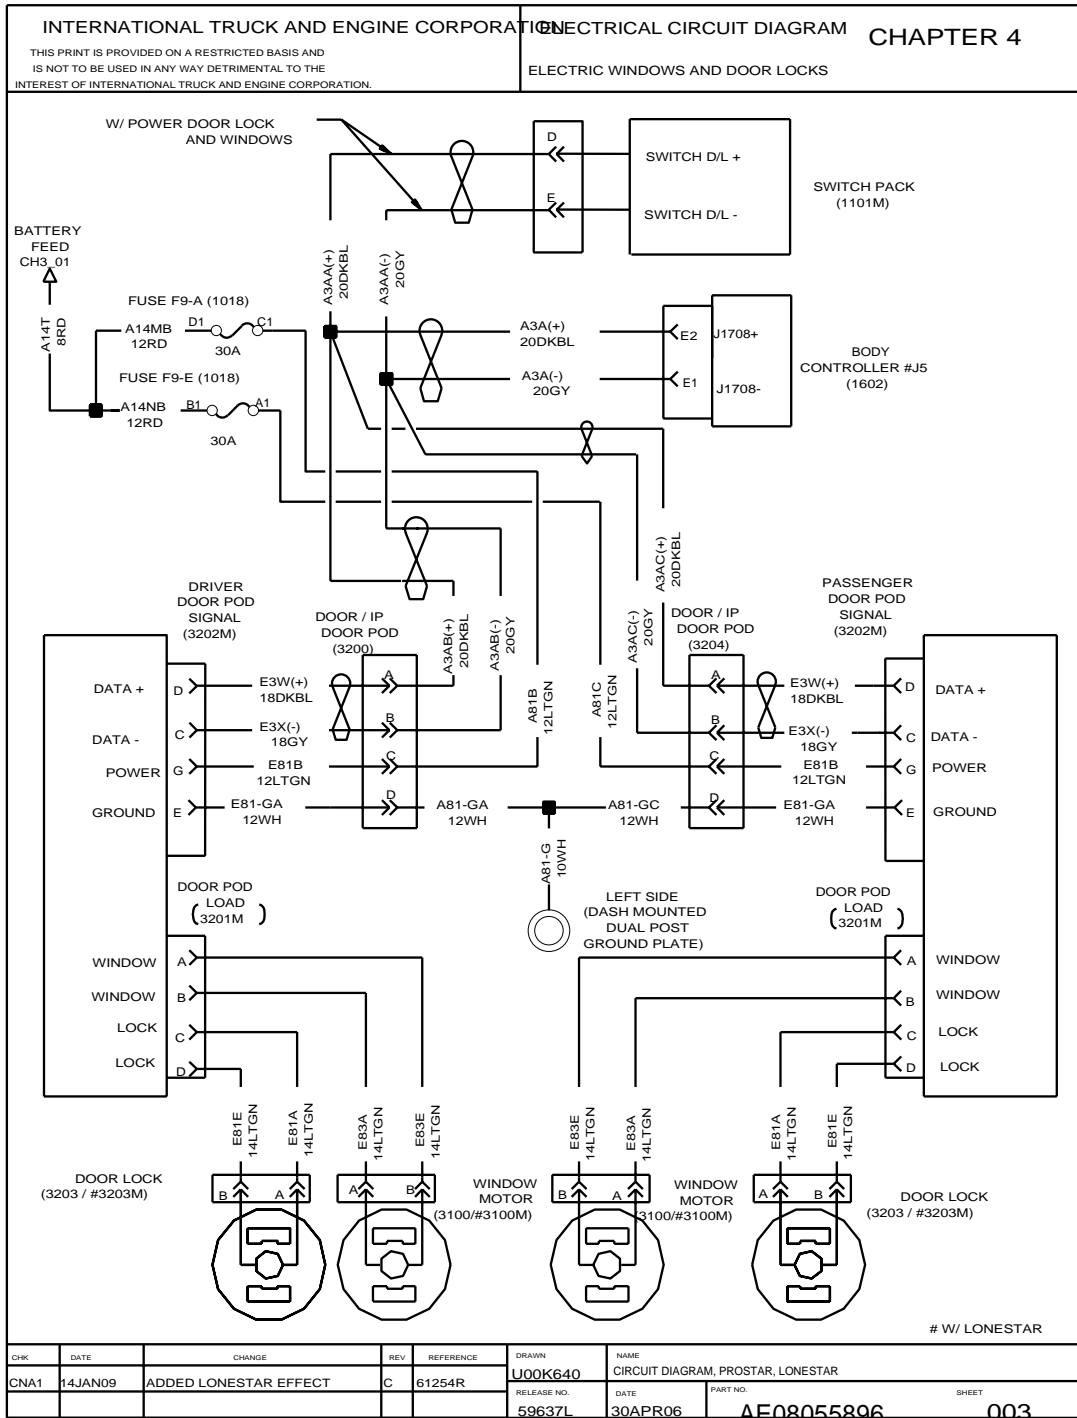 INTERNATIONAL TRUCK AND ENGINE CORPORATION
THIS PRINT IS PROVIDED ON A RESTRICTED BASIS AND
IS NOT TO BE USED IN ANY WAY DETRIMENTAL TO THE
INTEREST OF INTERNATIONAL TRUCK AND ENGINE CORPORATION.
ELECTRICAL CIRCUIT DIAGRAM
CHAPTER 4
ELECTRIC WINDOWS AND DOOR LOCKS
W/ POWER DOOR LOCK
AND WINDOWS
D
E
SWITCH D/L +
SWITCH D/L -
SWITCH PACK
(1101M)
BATTERY
FEED
CH3_01
A14T
8RD
FUSE F9-A (1018)
A14MB
12RD
D1
C1
30A
FUSE F9-E (1018)
A14NB
12RD
B1
A1
30A
A3AA(+)
20DKBL
A3AA(-)
20GY
A3A(+)
20DKBL
A3A(-)
20GY
E2
E1
J1708+
J1708-
BODY
CONTROLLER #J5
(1602)
DRIVER
DOOR POD
SIGNAL
(3202M)
DOOR / IP
DOOR POD
(3200)
A3AB(+)
20DKBL
A3AB(-)
20GY
A81B
12LTGN
A81C
12LTGN
A3AC(-)
20GY
A3AC(+)
20DKBL
DOOR / IP
DOOR POD
(3204)
PASSENGER
DOOR POD
SIGNAL
(3202M)
DATA +
D
E3W(+)
18DKBL
A
A
E3W(+)
18DKBL
D
DATA +
DATA -
C
E3X(-)
18GY
B
B
E3X(-)
18GY
C
DATA -
POWER
G
E81B
12LTGN
C
C
E81B
12LTGN
G
POWER
GROUND
E
E81-GA
12WH
D
A81-GA
12WH
A81-GC
12WH
D
E81-GA
12WH
E
GROUND
A81-G
10WH
LEFT SIDE
(DASH MOUNTED
DUAL POST
GROUND PLATE)
DOOR POD
LOAD
(3201M)
DOOR POD
LOAD
(3201M)
WINDOW
A
A
WINDOW
WINDOW
B
B
WINDOW
LOCK
C
C
LOCK
LOCK
D
D
LOCK
E81E
14LTGN
E81A
14LTGN
E83A
14LTGN
E83E
14LTGN
E83E
14LTGN
E83A
14LTGN
E81A
14LTGN
E81E
14LTGN
DOOR LOCK
(3203 / #3203M)
B
A
A
B
WINDOW
MOTOR
(3100/#3100M)
B
A
WINDOW
MOTOR
(3100/#3100M)
A
B
DOOR LOCK
(3203 / #3203M)
# W/ LONESTAR
CHK
DATE
CHANGE
REV
REFERENCE
CNA1
14JAN09
ADDED LONESTAR EFFECT
C
61254R
DRAWN
U00K640
NAME
CIRCUIT DIAGRAM, PROSTAR, LONESTAR
RELEASE NO.
59637L
DATE
30APR06
PART NO.
AE08055896
SHEET
003